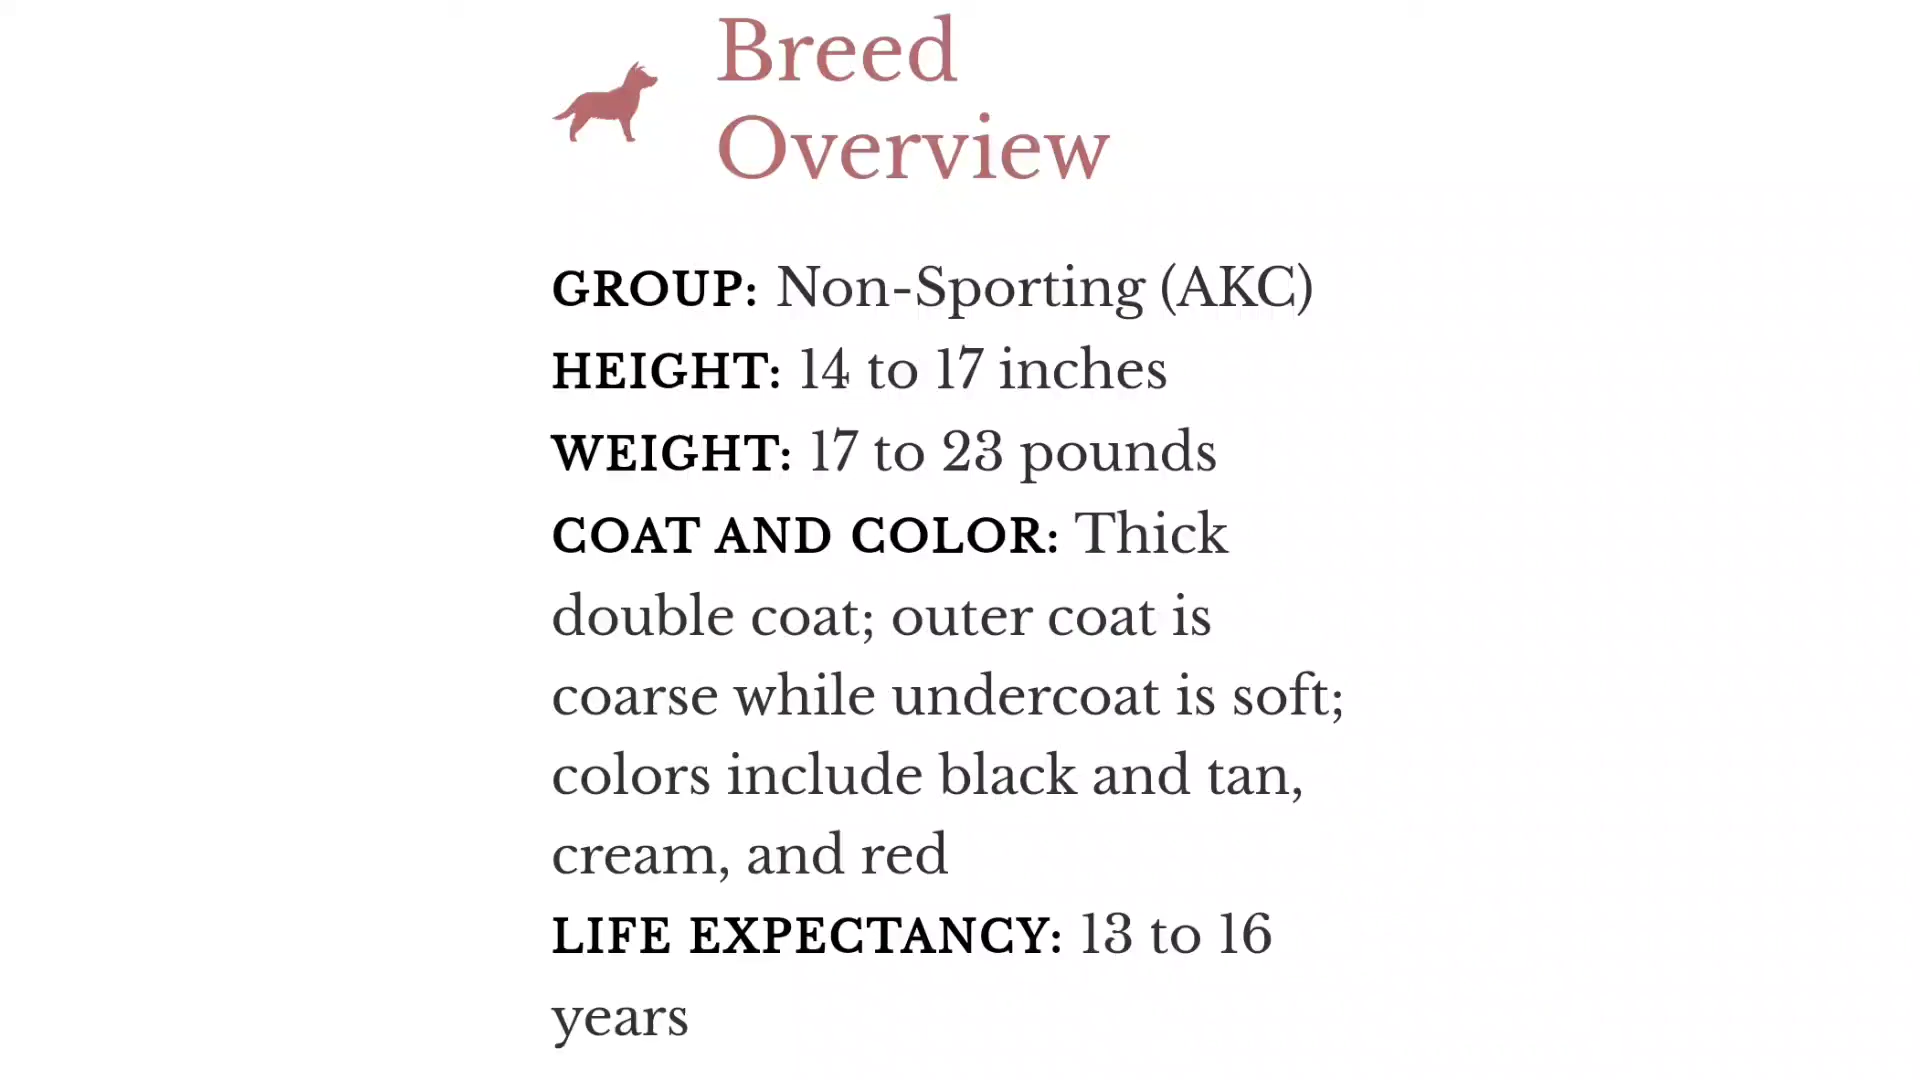 Breed
Overview
GROUP: Non-Sporting (AKC)
HEIGHT: 14 to 17 inches
WEIGHT: 17 to 23 pounds
COAT AND COLOR: Thick
double coat; outer coat is
coarse while undercoat is soft;
colors include black and tan,
cream, and red
LIFE EXPECTANCY: 13 to 16
years